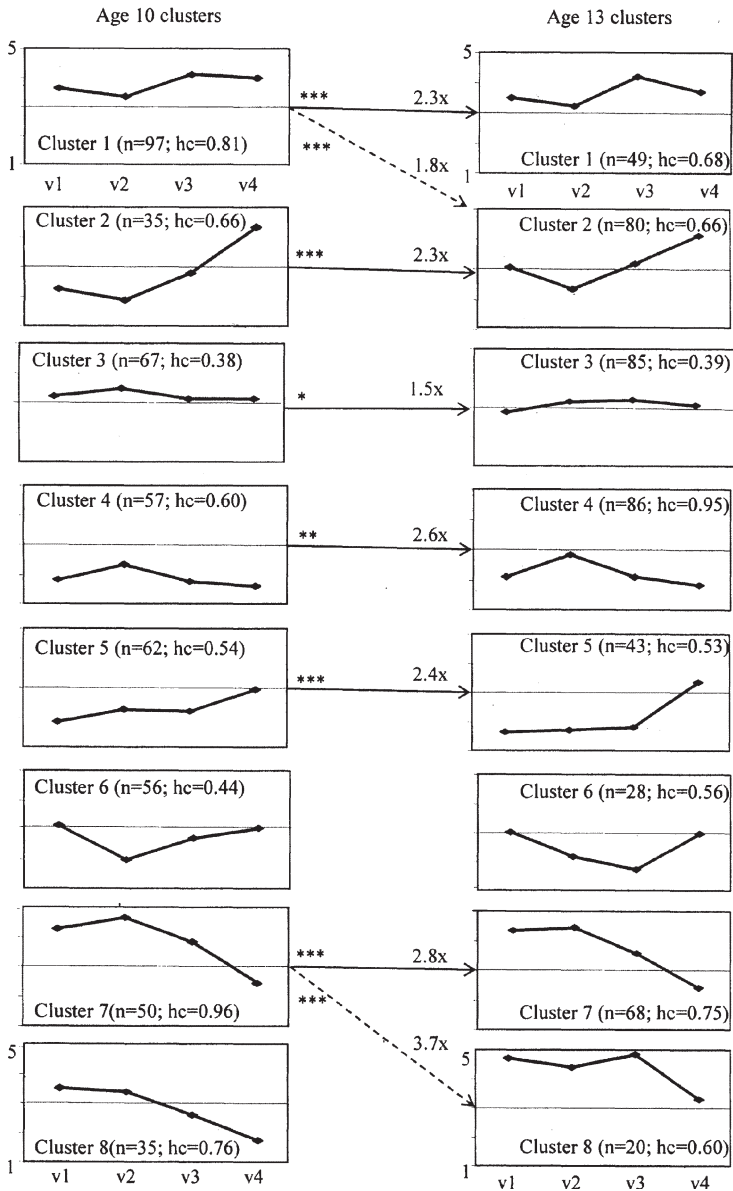 Age 10 clusters
Age 13 clusters
5
5
Cluster 1 (n=97; hc=0.81)
1
***
***
2.3x
1.8x
Cluster 1 (n=49; hc=0.68)
1
v1 v2 v3 v4
v1 v2 v3 v4
Cluster 2 (n=35; hc=0.66)
***
2.3x
Cluster 2 (n=80; hc=0.66)
Cluster 3 (n=67; hc=0.38)
*
1.5x
Cluster 3 (n=85; hc=0.39)
Cluster 4 (n=57; hc=0.60)
**
2.6x
Cluster 4 (n=86; hc=0.95)
Cluster 5 (n=62; hc=0.54)
***
2.4x
Cluster 5 (n=43; hc=0.53)
Cluster 6 (n=56; hc=0.44)
Cluster 6 (n=28; hc=0.56)
***
2.8x
***
Cluster 7(n=50; hc=0.96)
Cluster 7 (n=68; hc=0.75)
3.7x
5
5
Cluster 8(n=35; hc=0.76)
Cluster 8 (n=20; hc=0.60)
1
1
v1 v2 v3 v4
v1 v2 v3 v4